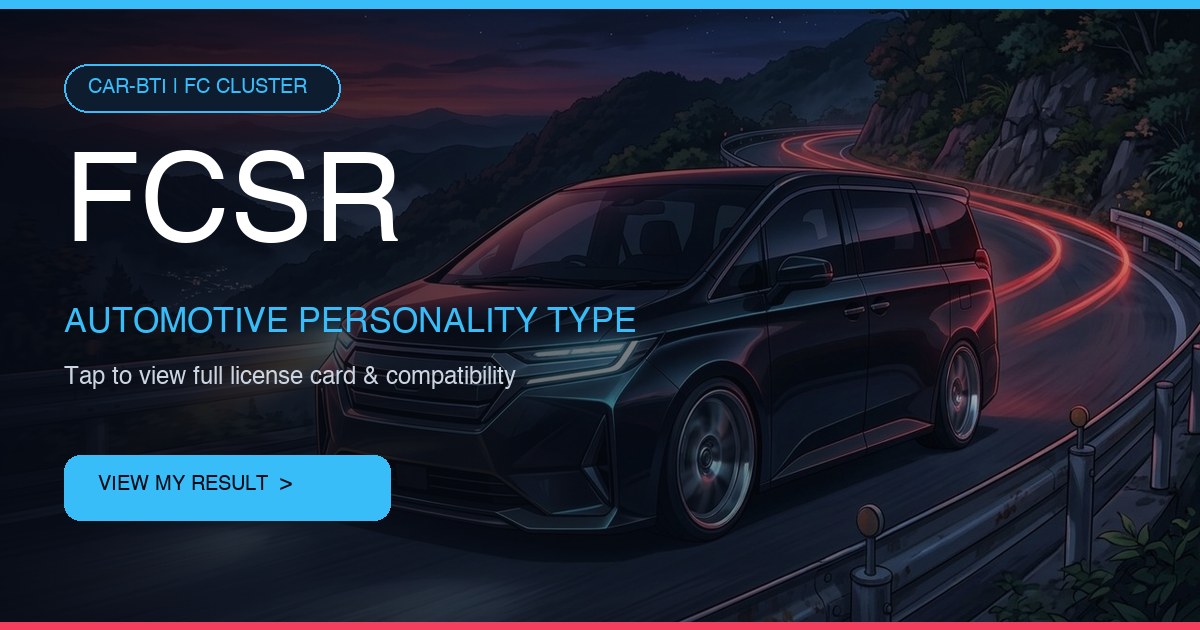 CAR-BTI | FC CLUSTER
FCSR
AUTOMOTIVE PERSONALITY TYPE
Tap to view full license card & compatibility
VIEW MY RESULT >